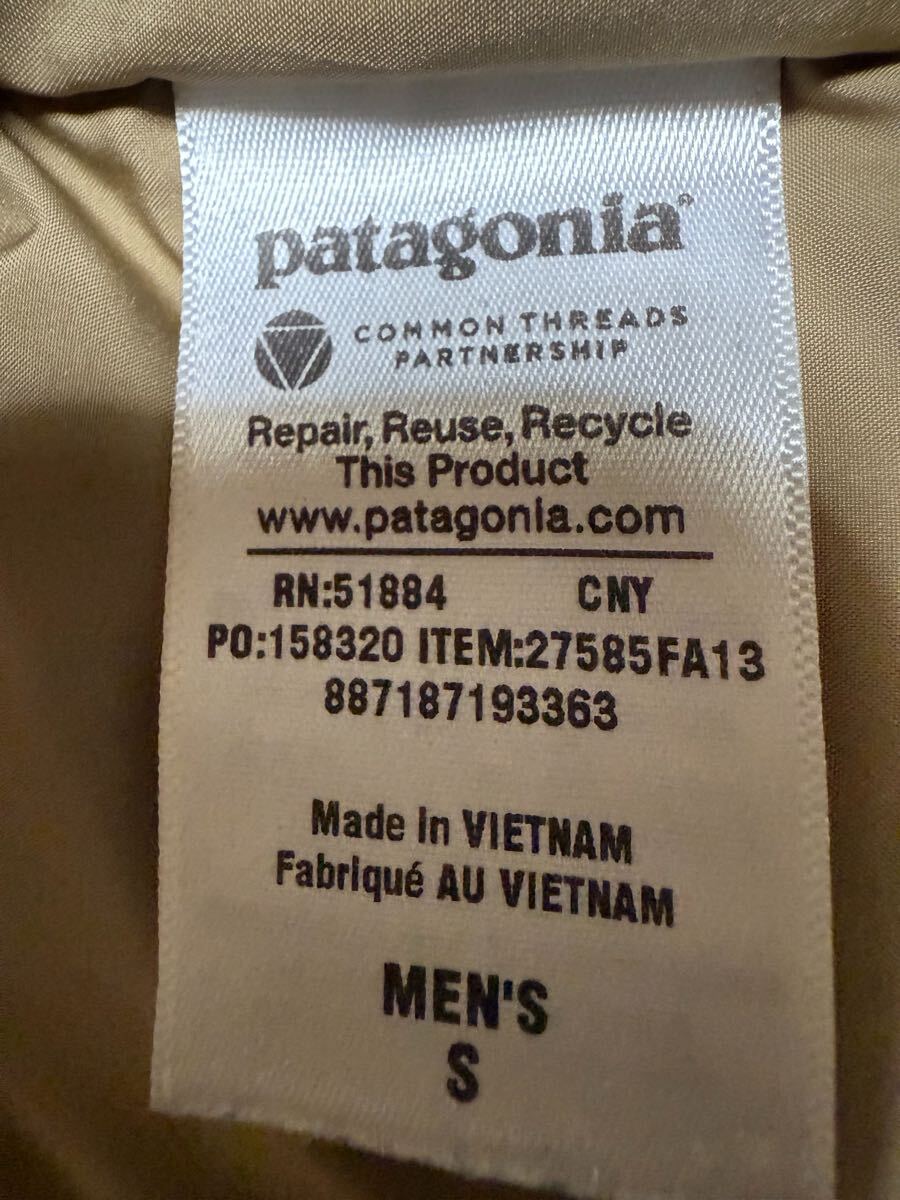 patagonia®
COMMON THREADS
PARTNERSHIP
Repair, Reuse, Recycle
This Product
www.patagonia.com
RN:51884 CNY
PO:158320 ITEM:27585FA13
887187193363
Made in VIETNAM
Fabriqué AU VIETNAM
MEN'S
S